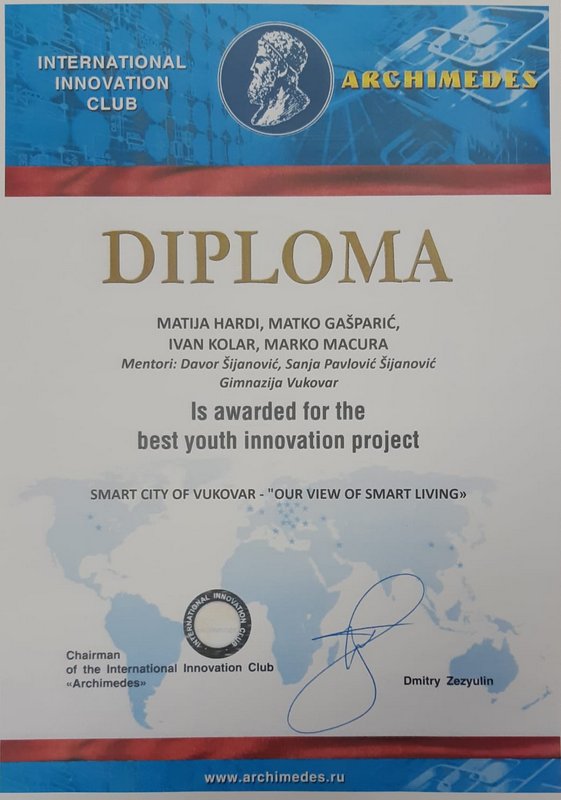 INTERNATIONAL
INNOVATION
CLUB
ARCHIMEDES
DIPLOMA
MATIJA HARDI, MATKO GAŠPARIĆ,
IVAN KOLAR, MARKO MACURA
Mentori: Davor Šijanović, Sanja Pavlović Šijanović
Gimnazija Vukovar
Is awarded for the
best youth innovation project
SMART CITY OF VUKOVAR - "OUR VIEW OF SMART LIVING»
INTERNATIONAL INNOVATION CLUB
Chairman
of the International Innovation Club
«Archimedes»
Dmitry Zezyulin
www.archimedes.ru